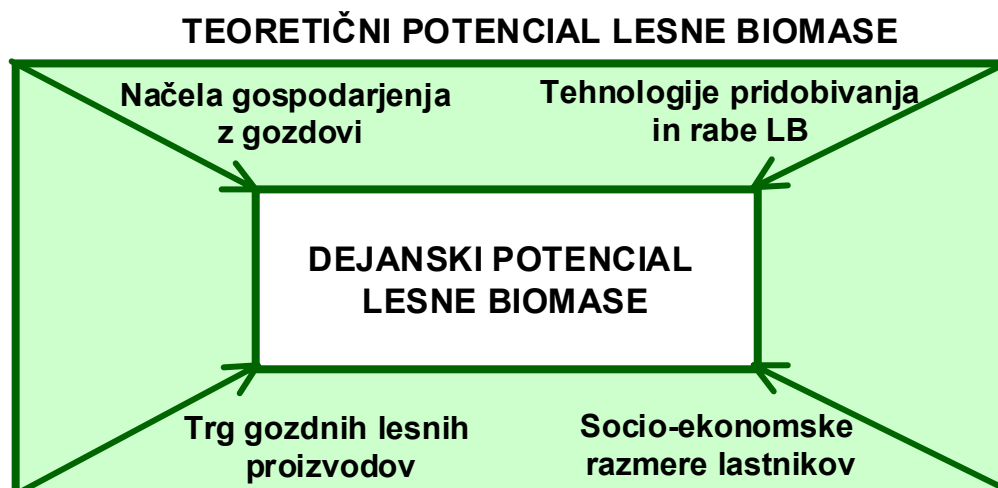 TEORETIČNI POTENCIAL LESNE BIOMASE
Načela gospodarjenja
z gozdovi
Tehnologije pridobivanja
in rabe LB
DEJANSKI POTENCIAL
LESNE BIOMASE
Trg gozdnih lesnih
proizvodov
Socio-ekonomske
razmere lastnikov